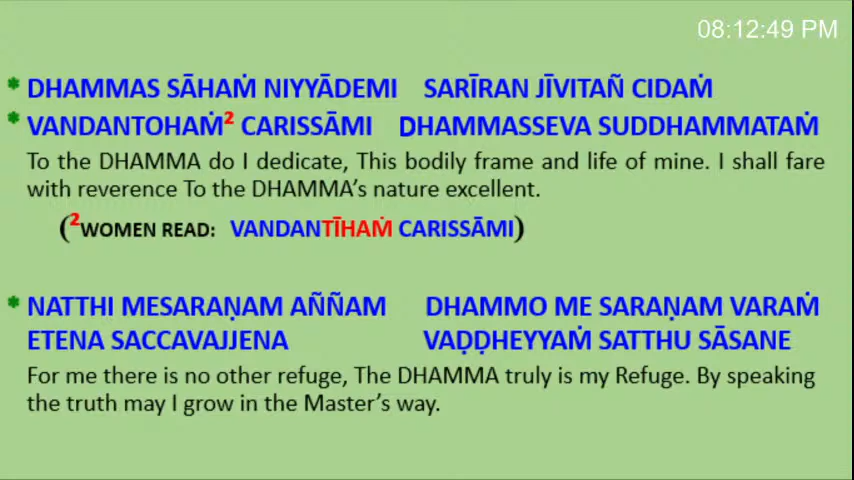 08:12:49 PM
* DHAMMAS SĀHAṀ NIYYĀDEMI SARĪRAN JĪVITAÑ CIDAṀ
* VANDANTOHAṀ² CARISSĀMI DHAMMASSEVA SUDDHAMMATAṀ
To the DHAMMA do I dedicate, This bodily frame and life of mine. I shall fare
with reverence To the DHAMMA’s nature excellent.
(²WOMEN READ: VANDANTĪHAṀ CARISSĀMI)
* NATTHI MESARAṆAM AÑÑAM DHAMMO ME SARAṆAM VARAṀ
ETENA SACCAVAJJENA VAḌḌHEYYAṀ SATTHU SĀSANE
For me there is no other refuge, The DHAMMA truly is my Refuge. By speaking
the truth may I grow in the Master’s way.